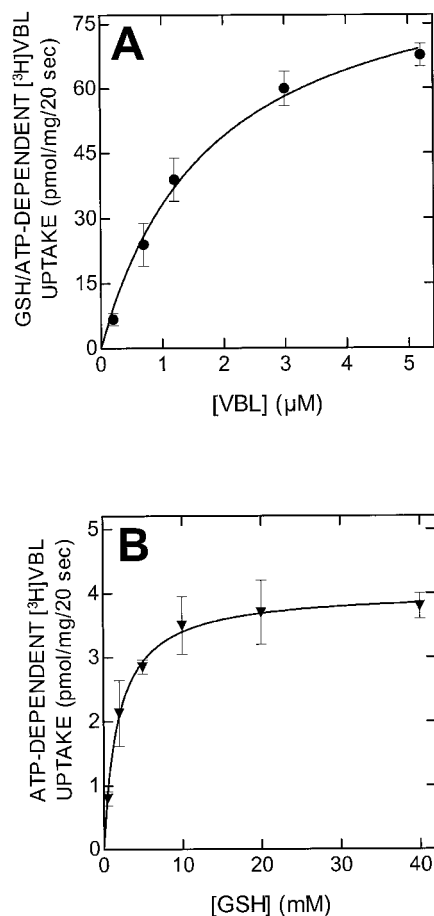 A
GSH/ATP-DEPENDENT [³H]VBL
UPTAKE (pmol/mg/20 sec)
75
60
45
30
15
0
0 1 2 3 4 5
[VBL] (µM)
B
ATP-DEPENDENT [³H]VBL
UPTAKE (pmol/mg/20 sec)
5
4
3
2
1
0
0 10 20 30 40
[GSH] (mM)